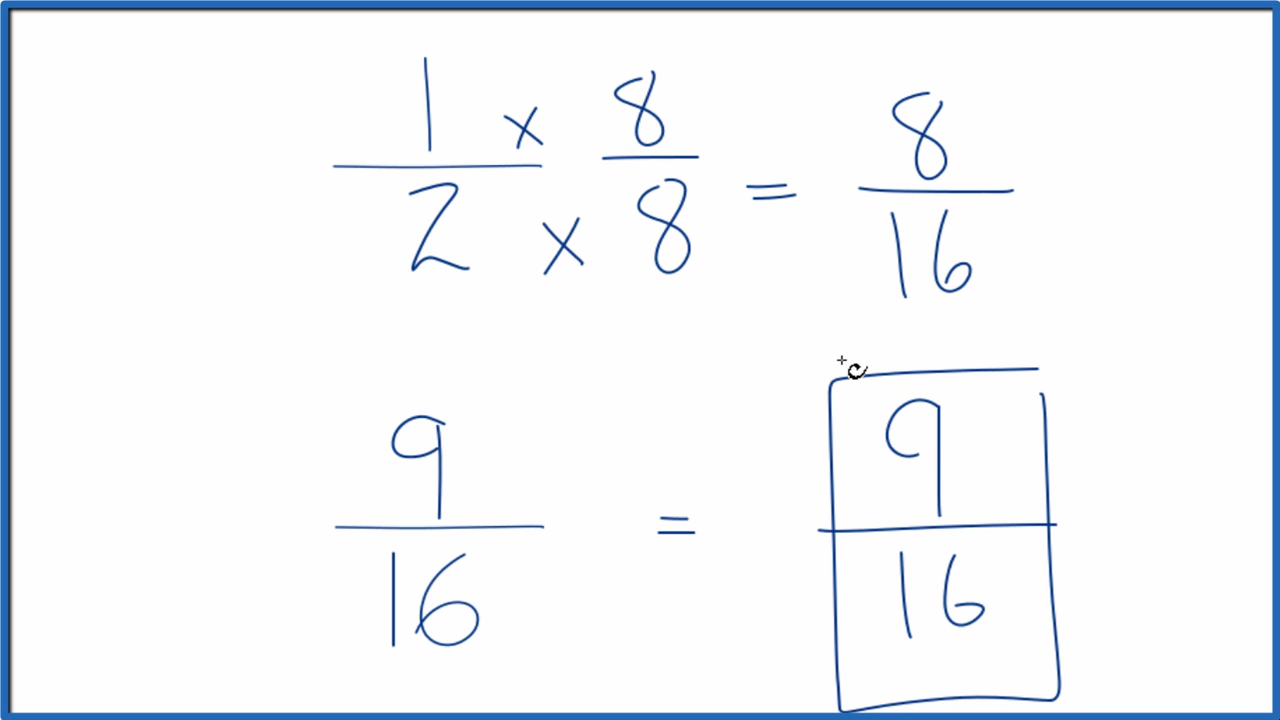 1/2 × 8/8 = 8/16
9/16 = 9/16